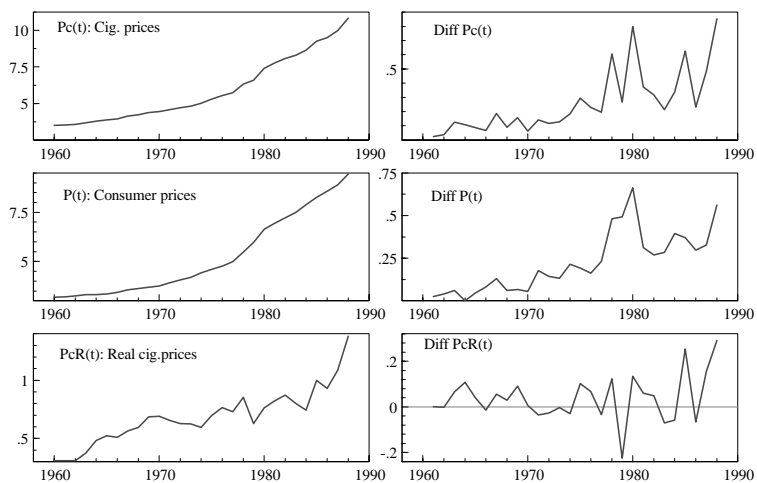 Pc(t): Cig. prices
10
7.5
5
1960 1970 1980 1990
Diff Pc(t)
.5
1960 1970 1980 1990
P(t): Consumer prices
7.5
5
1960 1970 1980 1990
Diff P(t)
.75
.5
.25
1960 1970 1980 1990
PcR(t): Real cig.prices
1
.5
1960 1970 1980 1990
Diff PcR(t)
.2
0
-.2
1960 1970 1980 1990